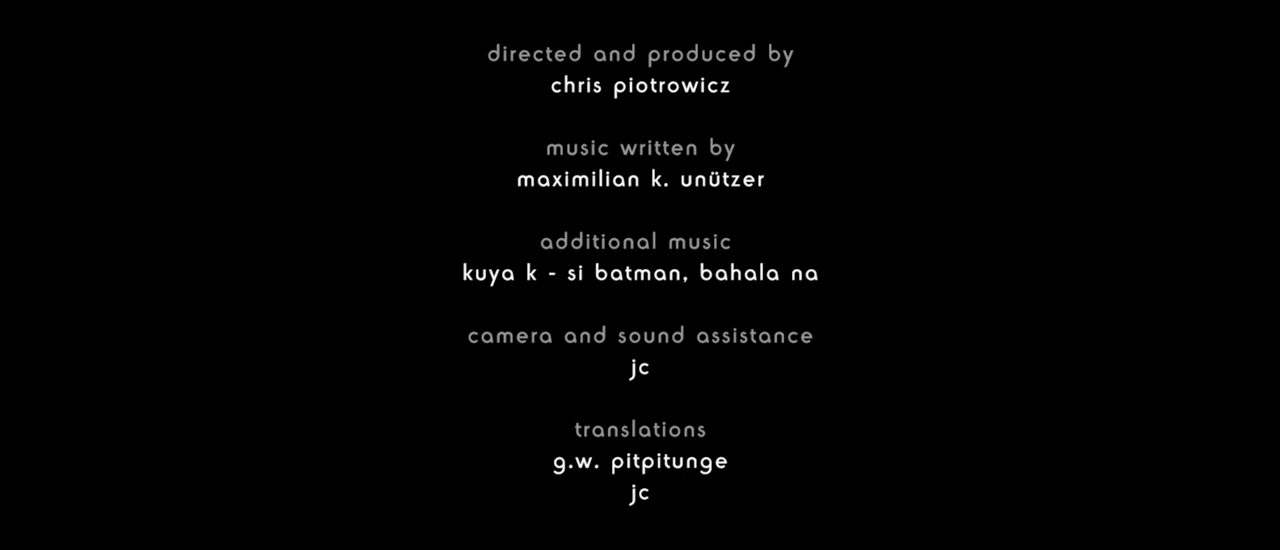 directed and produced by
chris piotrowicz
music written by
maximilian k. unützer
additional music
kuya k - si batman, bahala na
camera and sound assistance
jc
translations
g.w. pitpitunge
jc